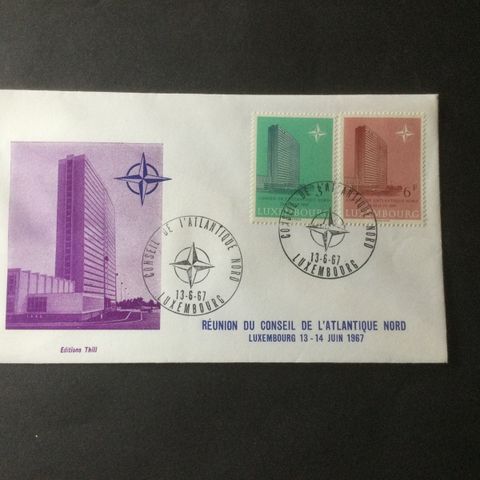 6F
LUXEMBOURG
LUXEMBOURG
CONSEIL DE L'ATLANTIQUE NORD
13-6-67
LUXEMBOURG
CONSEIL DE L'ATLANTIQUE NORD
13-6-67
LUXEMBOURG
RÉUNION DU CONSEIL DE L'ATLANTIQUE NORD
LUXEMBOURG 13 - 14 JUIN 1967
Editions Thill